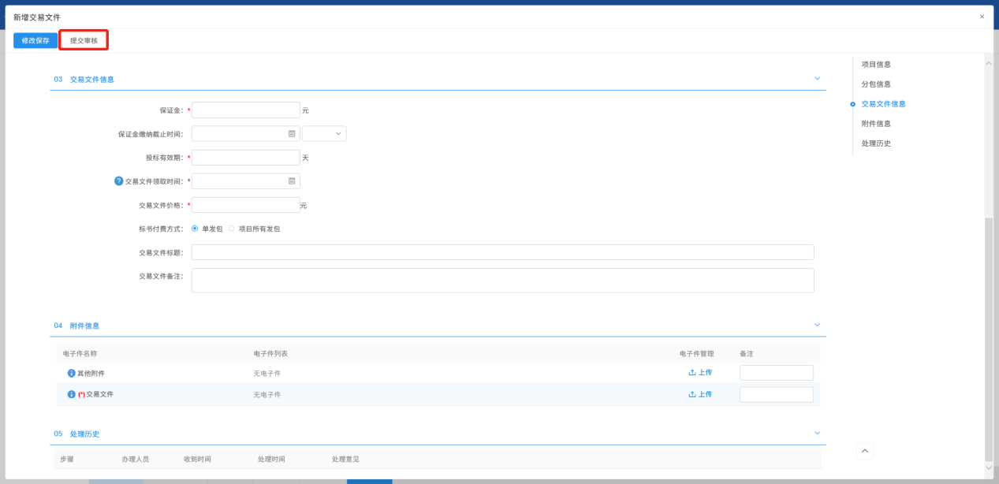 新增交易文件 ×
修改保存 提交审核
项目信息
分包信息
交易文件信息
附件信息
处理历史
03 交易文件信息
保证金: * 元
保证金缴纳截止时间:
投标有效期: * 天
? 交易文件领取时间: *
交易文件价格: * 元
标书付费方式: 单发包 项目所有发包
交易文件标题:
交易文件备注:
04 附件信息
电子件名称 电子件列表 电子件管理 备注
其他附件 无电子件 上传
(*)交易文件 无电子件 上传
05 处理历史
步骤 办理人员 收到时间 处理时间 处理意见